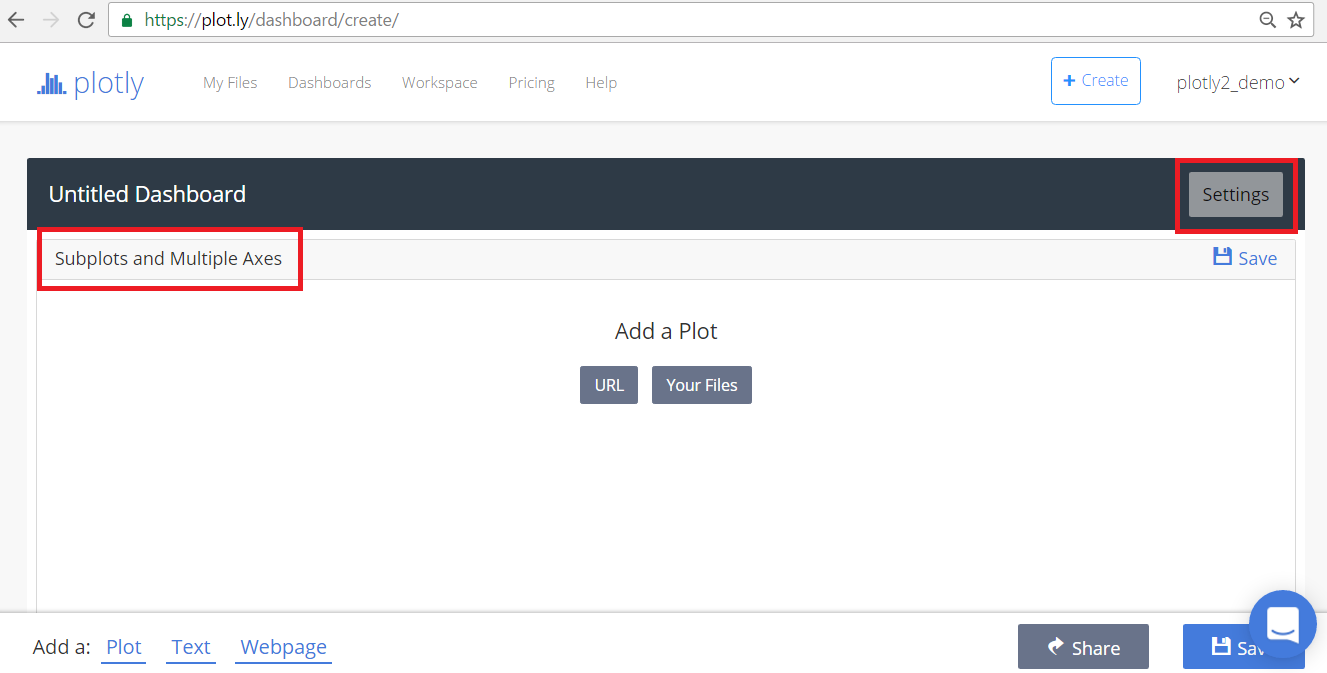 https://plot.ly/dashboard/create/
plotly My Files Dashboards Workspace Pricing Help + Create plotly2_demo
Untitled Dashboard Settings
Subplots and Multiple Axes Save
Add a Plot
URL Your Files
Add a: Plot Text Webpage Share Sav